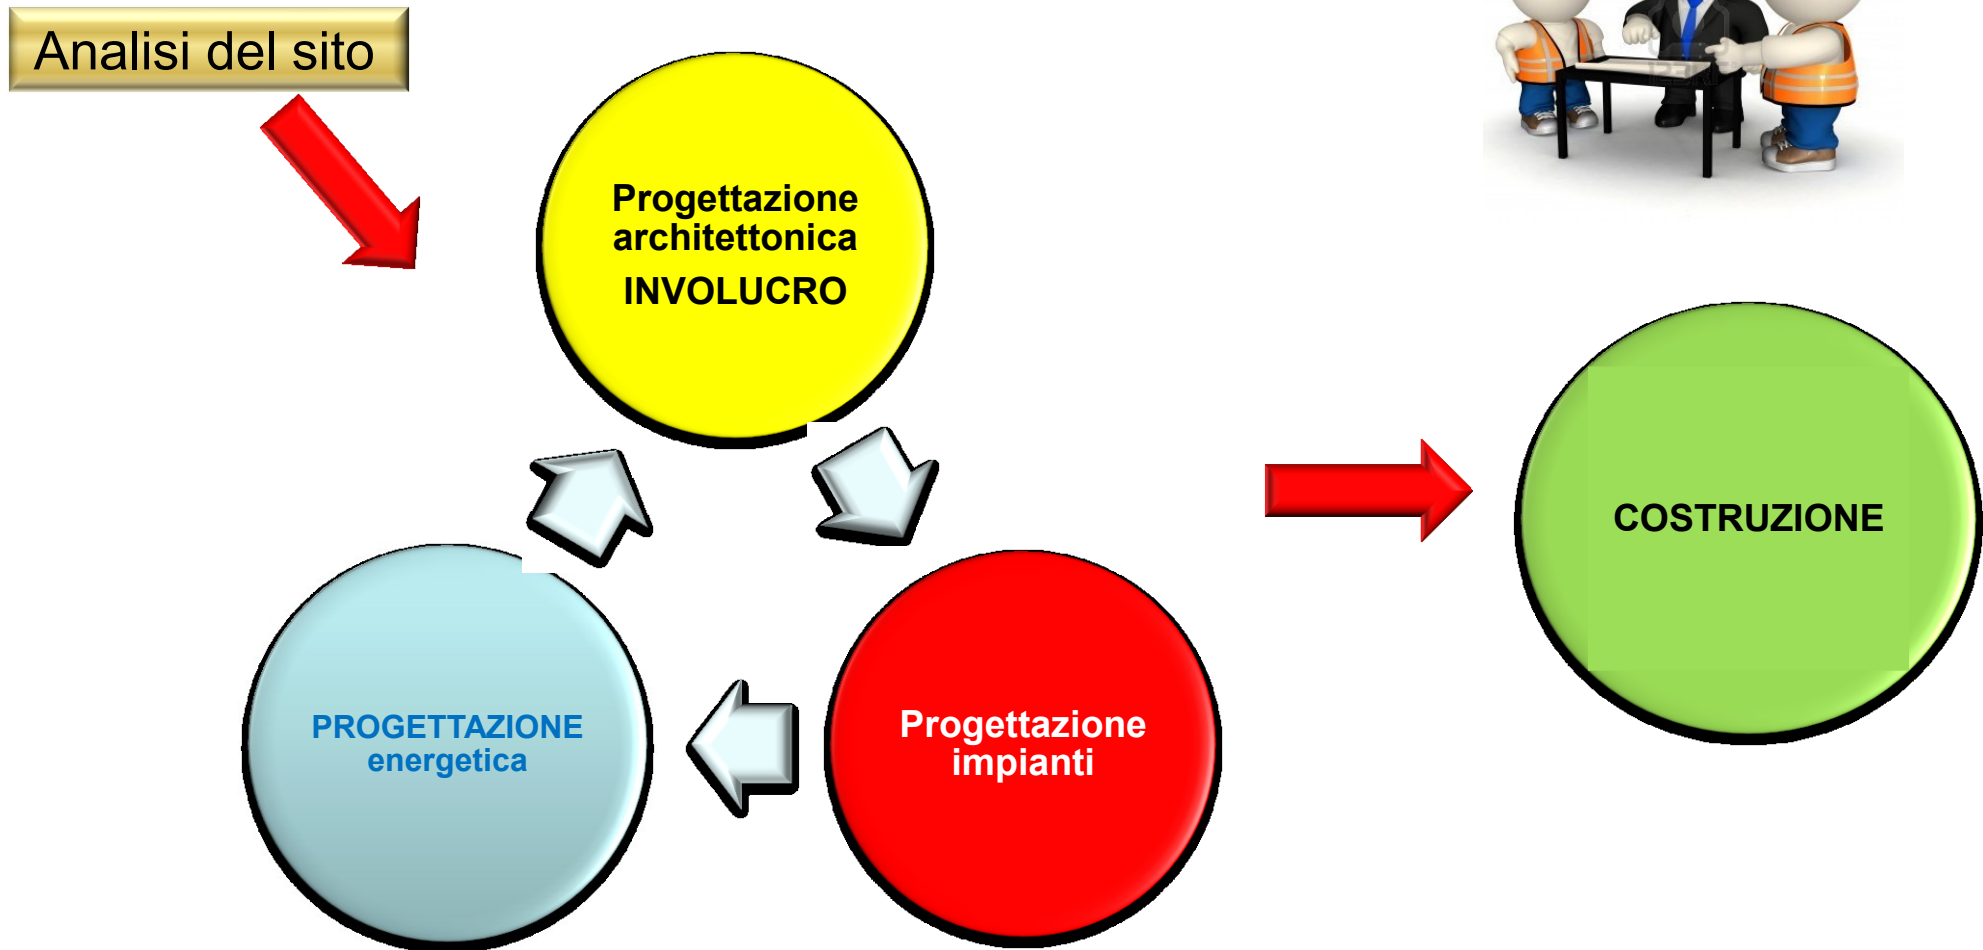 Analisi del sito
Progettazione
architettonica
INVOLUCRO
COSTRUZIONE
PROGETTAZIONE
energetica
Progettazione
impianti